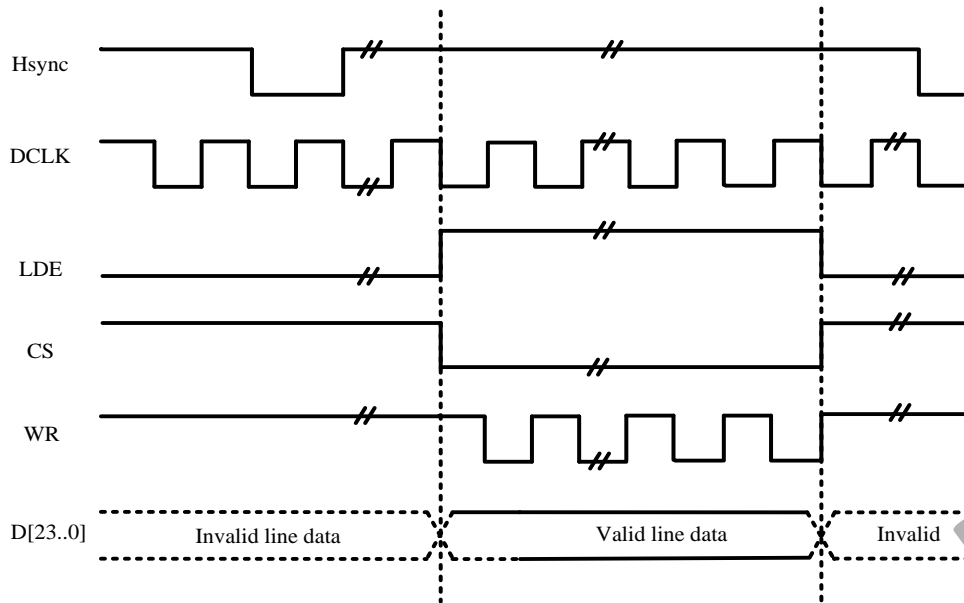 Hsync
DCLK
LDE
CS
WR
D[23..0]
Invalid line data
Valid line data
Invalid